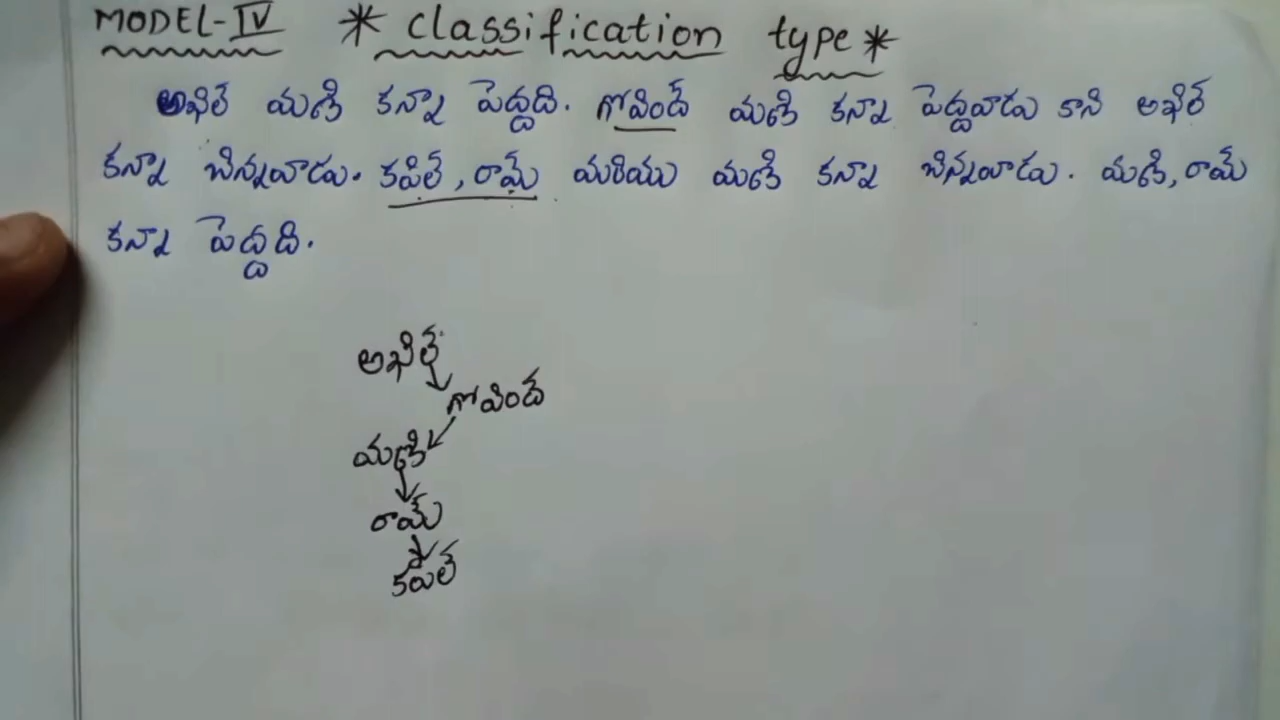 MODEL-IV * Classification type *
అఖిల్ మణి కన్నా పెద్దది. గోవింద్ మణి కన్నా పెద్దవాడు కాని అఖిల్
కన్నా చిన్నవాడు. కపిల్, రామ్ మరియు మణి కన్నా చిన్నవాడు. మణి, రామ్
కన్నా పెద్దది.
అఖిల్
గోవింద్
మణి
రామ్
కపిల్